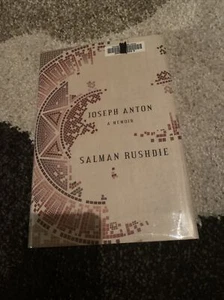 JOSEPH ANTON
A MEMOIR
SALMAN RUSHDIE